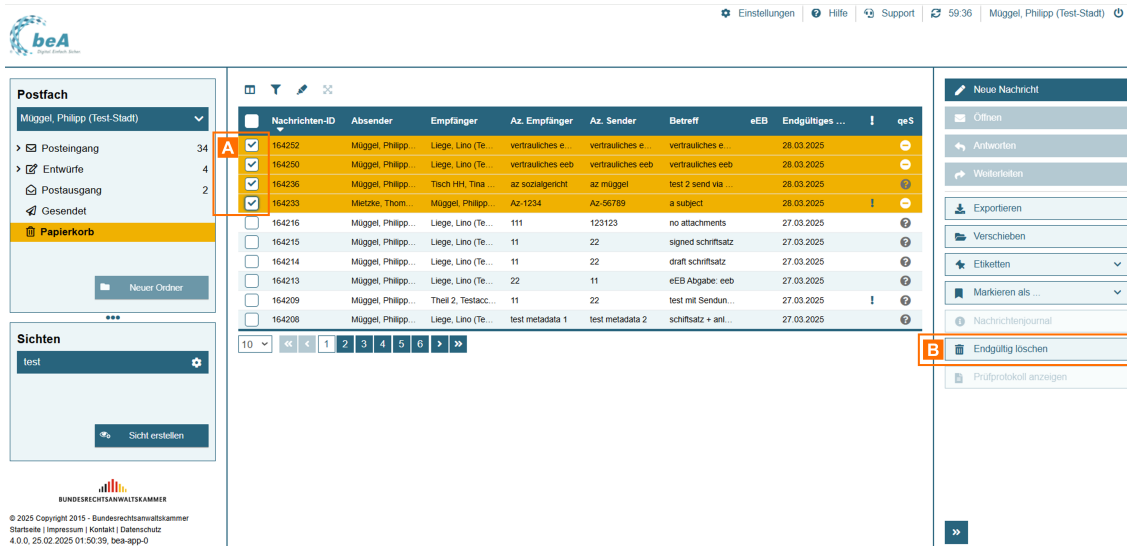 Einstellungen Hilfe Support 59:36 Müggel, Philipp (Test-Stadt)
beA
Digital. Einfach. Sicher.
Postfach
Müggel, Philipp (Test-Stadt)
Posteingang 34
Entwürfe 4
Postausgang 2
Gesendet
Papierkorb
Neuer Ordner
Sichten
test
Sicht erstellen
BUNDESRECHTSANWALTSKAMMER
© 2025 Copyright 2015 - Bundesrechtsanwaltskammer
Startseite | Impressum | Kontakt | Datenschutz
4.0.0, 25.02.2025 01:50:39, bea-app-0
A
Nachrichten-ID Absender Empfänger Az. Empfänger Az. Sender Betreff eEB Endgültiges ... ! qeS
164252 Müggel, Philipp... Liege, Lino (Te... vertrauliches e... vertrauliches e... vertrauliches e... 28.03.2025
164250 Müggel, Philipp... Liege, Lino (Te... vertrauliches eeb vertrauliches eeb vertrauliches eeb 28.03.2025
164236 Müggel, Philipp... Tisch HH, Tina ... az sozialgericht az müggel test 2 send via ... 28.03.2025 ?
164233 Mietzke, Thom... Müggel, Philipp... Az-1234 Az-56789 a subject 28.03.2025 !
164216 Müggel, Philipp... Liege, Lino (Te... 111 123123 no attachments 27.03.2025 ?
164215 Müggel, Philipp... Liege, Lino (Te... 11 22 signed schriftsatz 27.03.2025 ?
164214 Müggel, Philipp... Liege, Lino (Te... 11 22 draft schriftsatz 27.03.2025 ?
164213 Müggel, Philipp... Liege, Lino (Te... 22 11 eEB Abgabe: eeb 27.03.2025 ?
164209 Müggel, Philipp... Theil 2, Testacc... 11 22 test mit Sendun... 27.03.2025 ! ?
164208 Müggel, Philipp... Liege, Lino (Te... test metadata 1 test metadata 2 schiftsatz + anl... 27.03.2025 ?
10 « ‹ 1 2 3 4 5 6 › »
Neue Nachricht
Öffnen
Antworten
Weiterleiten
Exportieren
Verschieben
Etiketten
Markieren als ...
Nachrichtenjournal
B
Endgültig löschen
Prüfprotokoll anzeigen
»